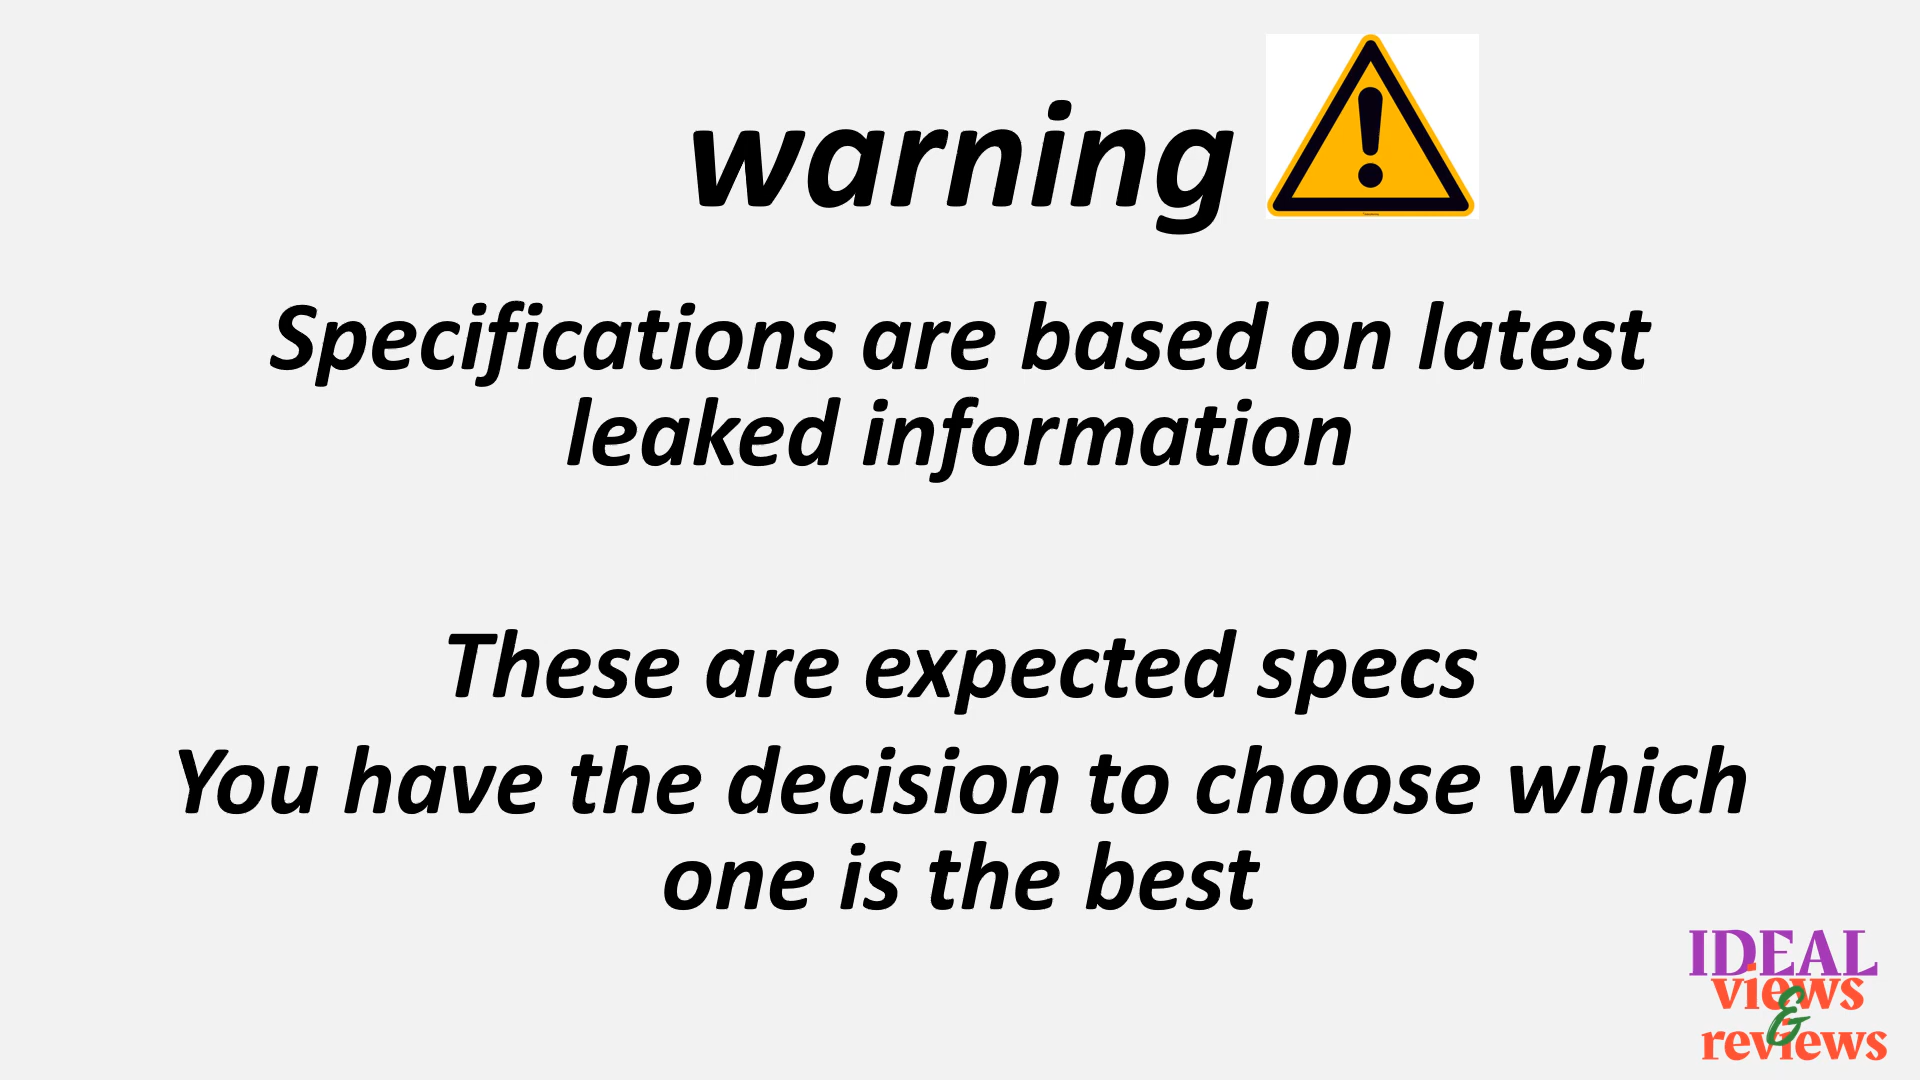 warning
Specifications are based on latest
leaked information
These are expected specs
You have the decision to choose which
one is the best
IDEAL
views
&
reviews